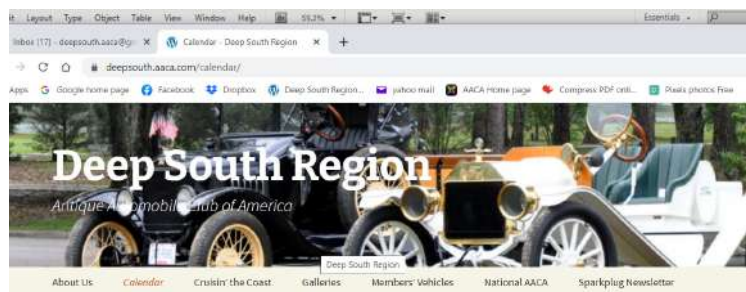 Layout Type Object Table View Window Help Br 55.3% Essentials
Inbox (17) - deepsouth.aaca@g Calendar - Deep South Region
deepsouth.aaca.com/calendar/
Apps Google home page Facebook Dropbox Deep South Region... yahoo mail AACA Home page Compress PDF onli... Pixels photos Free
Deep South Region
Antique Automobile Club of America
Deep South Region
About Us Calendar Cruisin' the Coast Galleries Members' Vehicles National AACA Sparkplug Newsletter